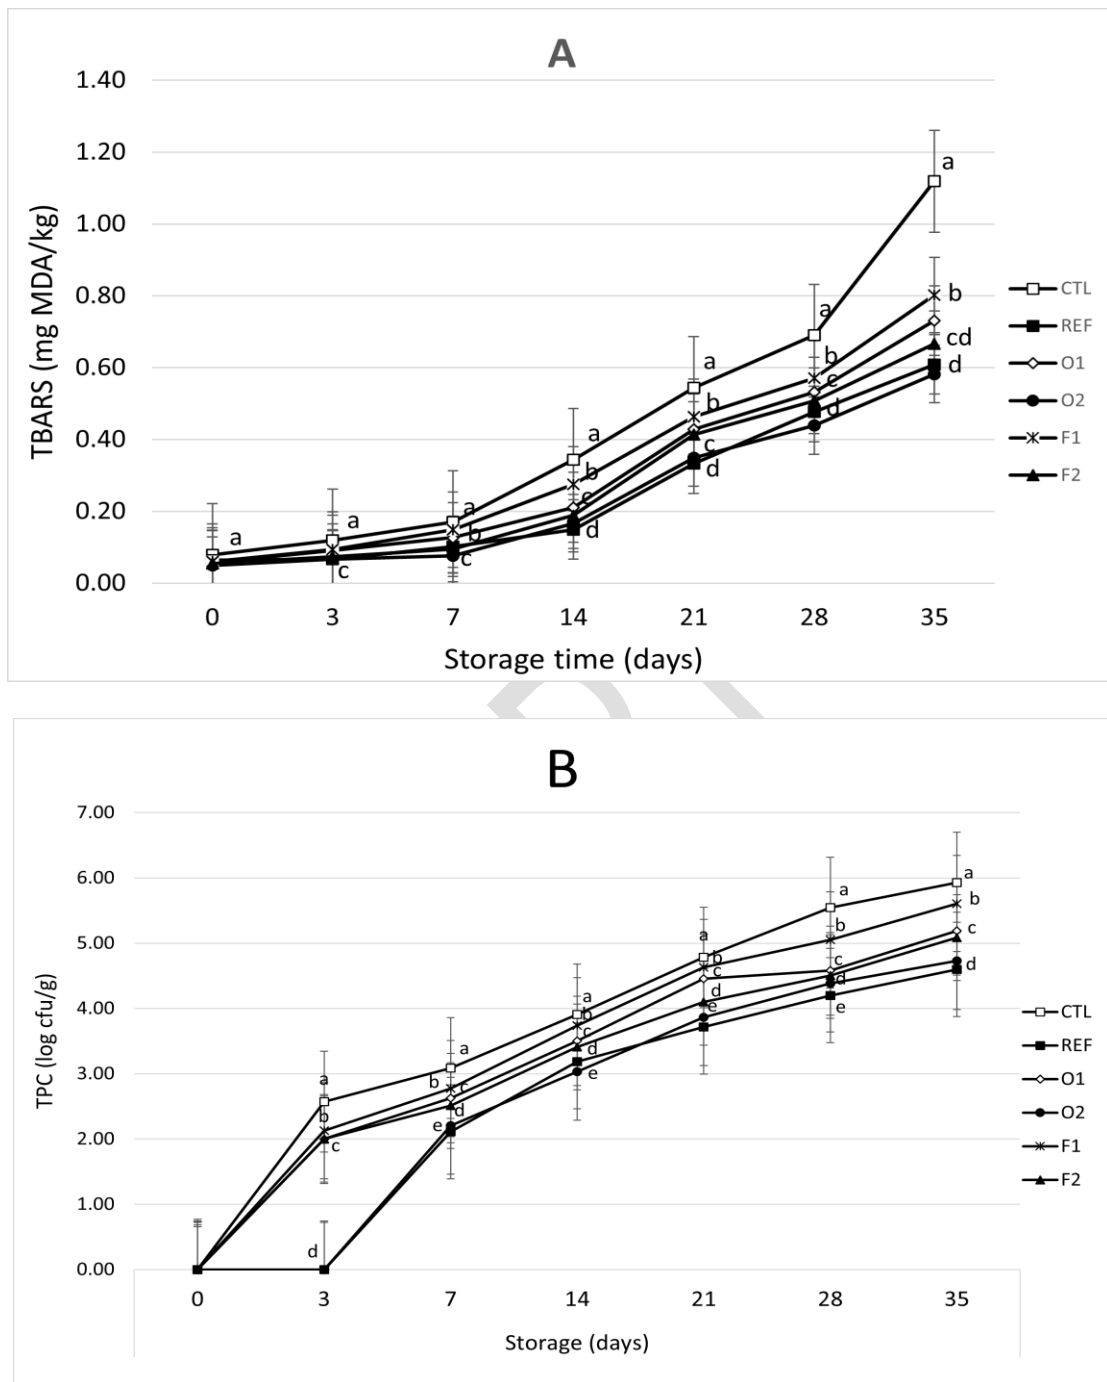 A
1.40
1.20
1.00
0.80
0.60
0.40
0.20
0.00
TBARS (mg MDA/kg)
a
a
c
a
b
c
a
b
c
d
a
b
c
d
a
b
c
d
a
b
cd
d
0 3 7 14 21 28 35
Storage time (days)
CTL
REF
O1
O2
F1
F2
B
7.00
6.00
5.00
4.00
3.00
2.00
1.00
0.00
TPC (log cfu/g)
a
b
c
d
a
b
c
d
e
a
b
c
d
e
a
b
c
d
e
a
b
c
d
e
a
b
c
d
0 3 7 14 21 28 35
Storage (days)
CTL
REF
O1
O2
F1
F2